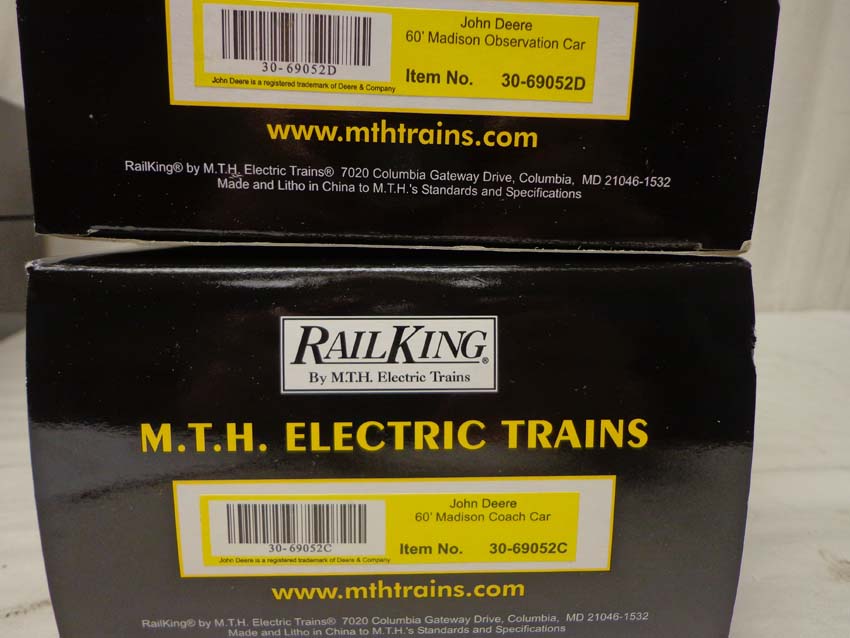 John Deere
60' Madison Observation Car
30-69052D
Item No. 30-69052D
John Deere is a registered trademark of Deere & Company
www.mthtrains.com
RailKing® by M.T.H. Electric Trains® 7020 Columbia Gateway Drive, Columbia, MD 21046-1532
Made and Litho in China to M.T.H.'s Standards and Specifications
RAILKING®
By M.T.H. Electric Trains
M.T.H. ELECTRIC TRAINS
John Deere
60' Madison Coach Car
30-69052C
Item No. 30-69052C
John Deere is a registered trademark of Deere & Company
www.mthtrains.com
RailKing® by M.T.H. Electric Trains® 7020 Columbia Gateway Drive, Columbia, MD 21046-1532
Made and Litho in China to M.T.H.'s Standards and Specifications